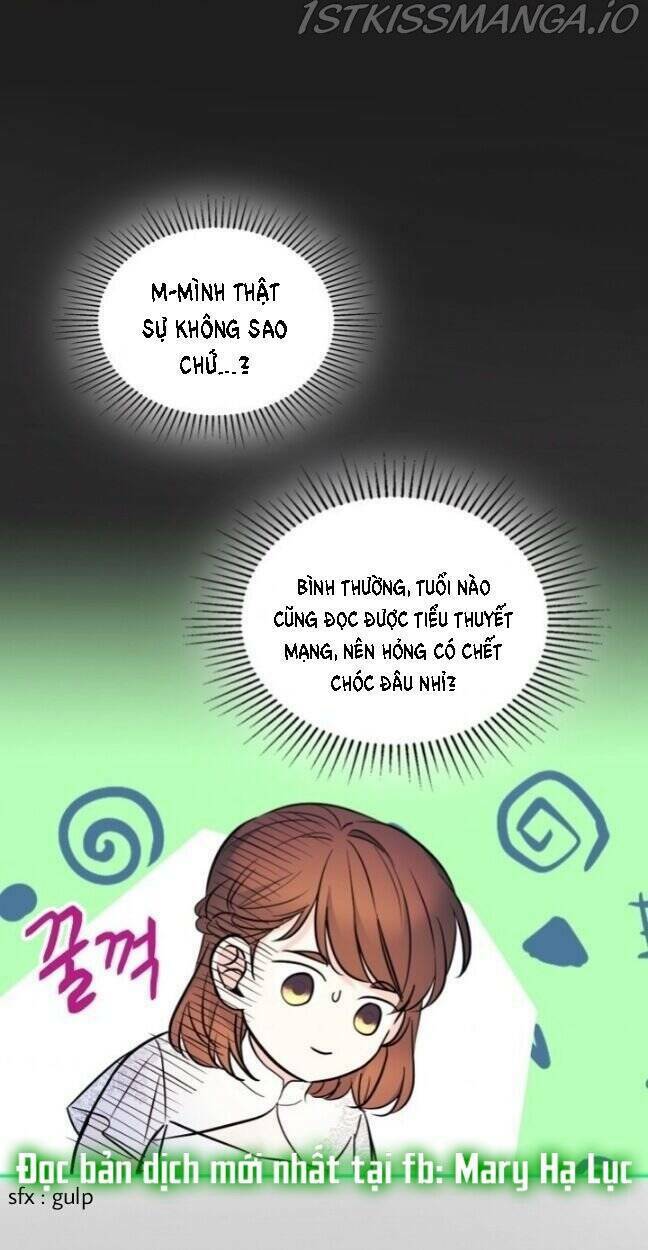 1STKISSMANGA.IO
M-MÌNH THẬT
SỰ KHÔNG SAO
CHỨ...?
BÌNH THƯỜNG, TUỔI NÀO
CŨNG ĐỌC ĐƯỢC TIỂU THUYẾT
MẠNG, NÊN HỎNG CÓ CHẾT
CHÓC ĐÂU NHỈ?
꿀꺽
Đọc bản dịch mới nhất tại fb: Mary Hạ Lục
sfx : gulp